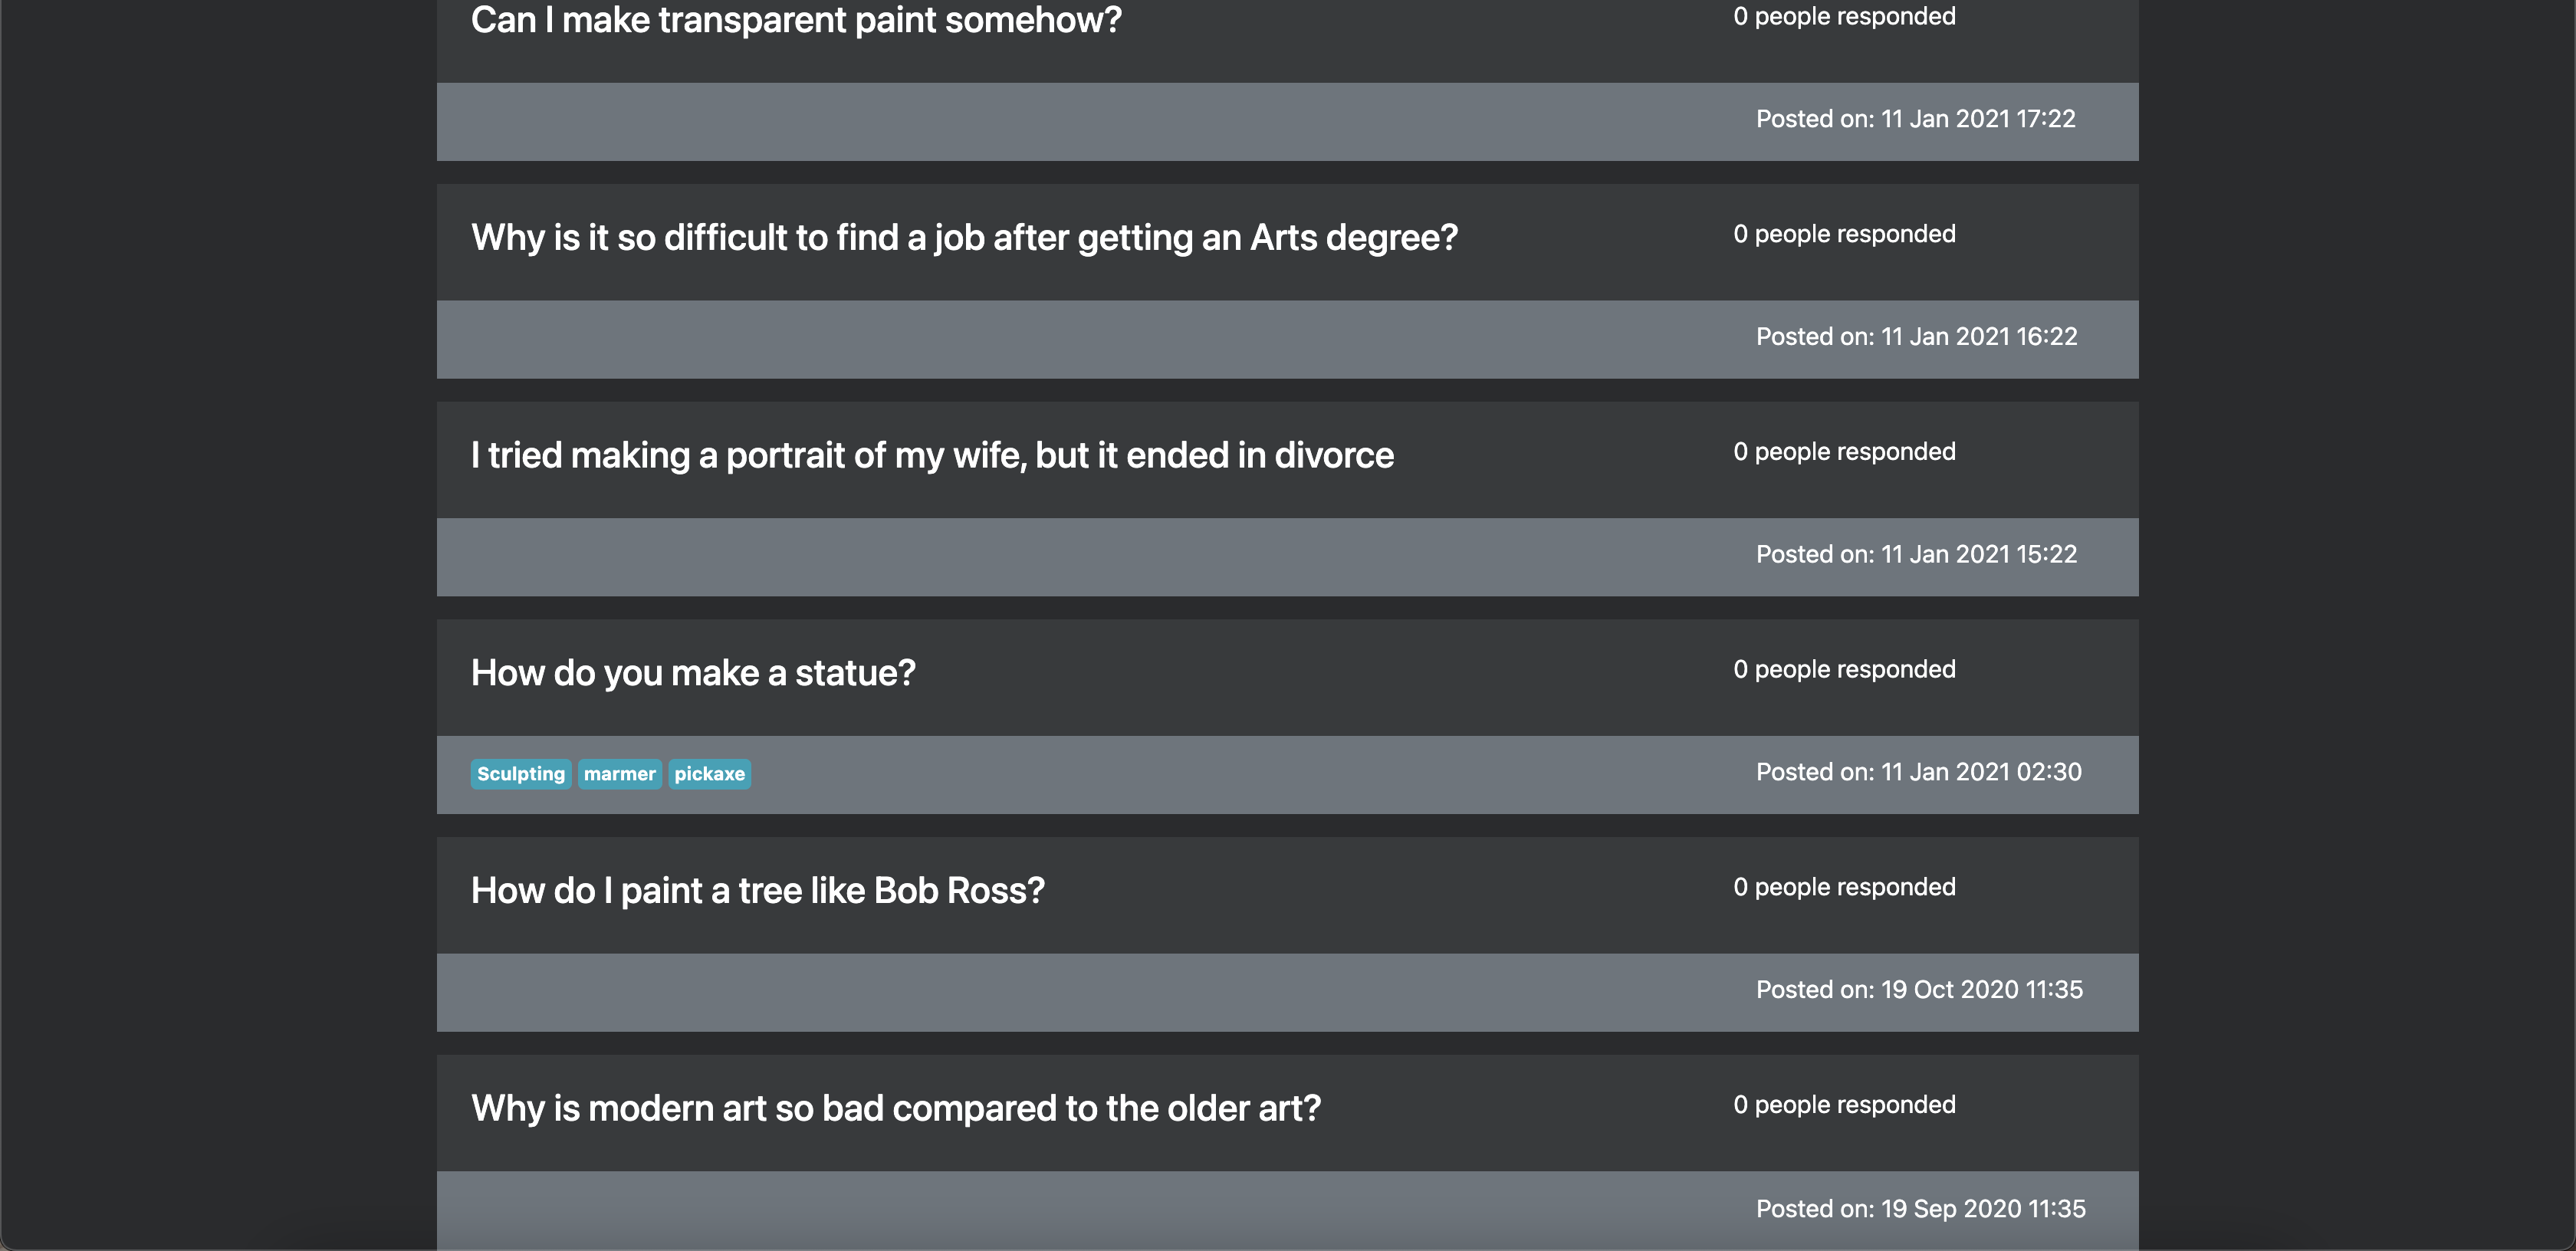 Can I make transparent paint somehow?
0 people responded
Posted on: 11 Jan 2021 17:22
Why is it so difficult to find a job after getting an Arts degree?
0 people responded
Posted on: 11 Jan 2021 16:22
I tried making a portrait of my wife, but it ended in divorce
0 people responded
Posted on: 11 Jan 2021 15:22
How do you make a statue?
0 people responded
Sculpting marmer pickaxe
Posted on: 11 Jan 2021 02:30
How do I paint a tree like Bob Ross?
0 people responded
Posted on: 19 Oct 2020 11:35
Why is modern art so bad compared to the older art?
0 people responded
Posted on: 19 Sep 2020 11:35